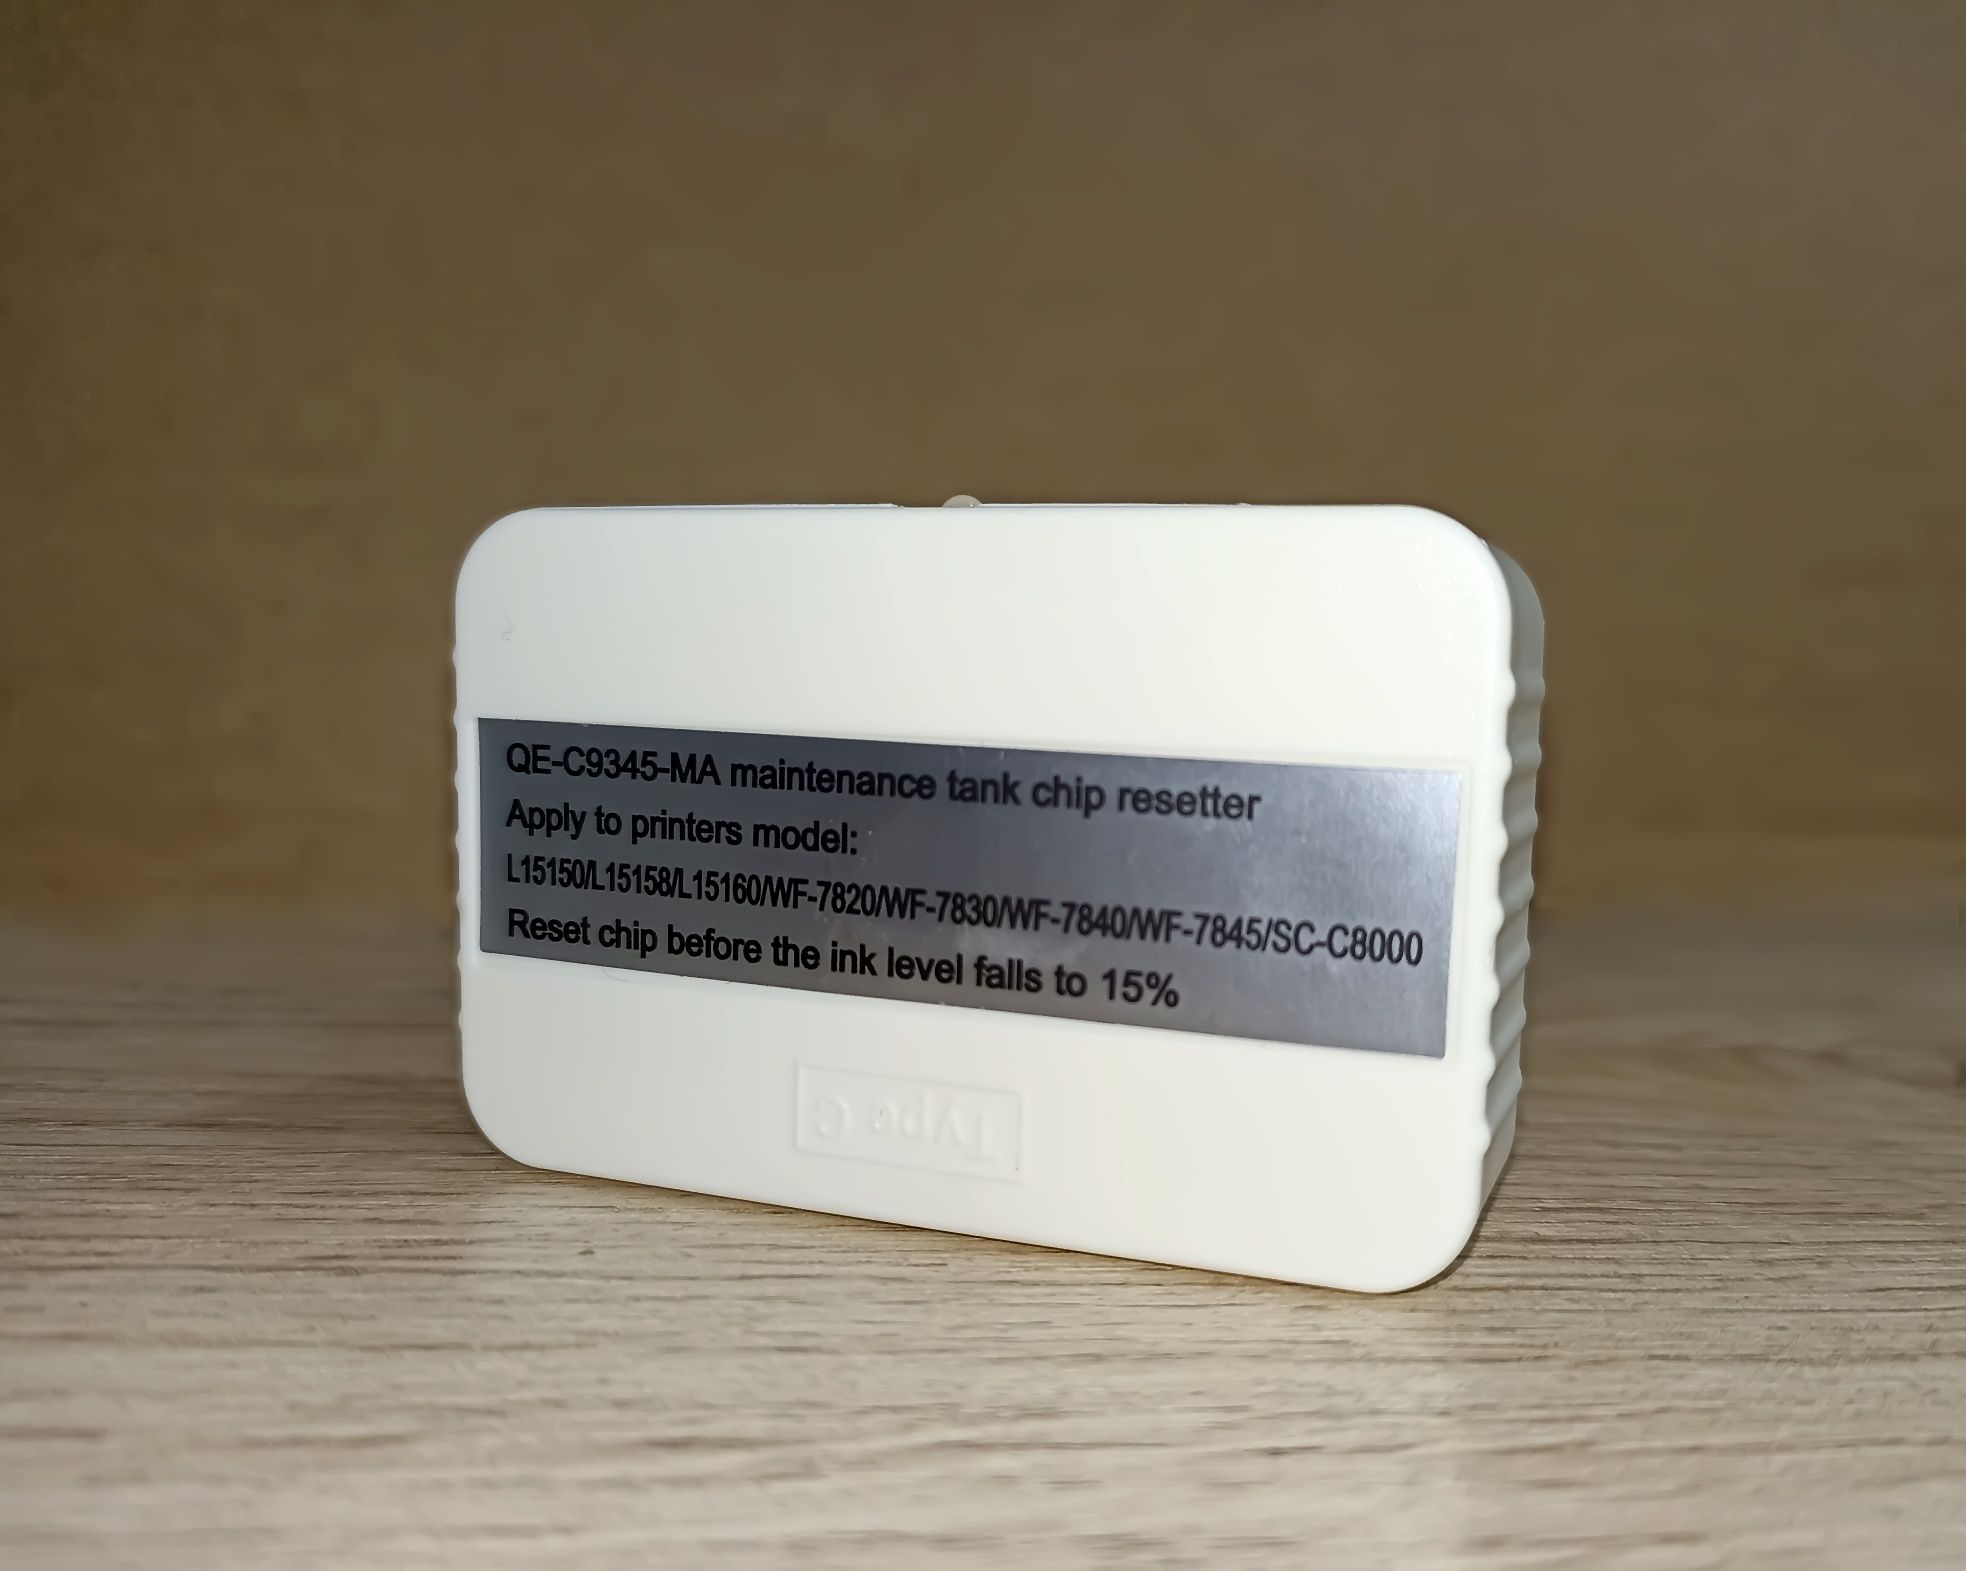 QE-C9345-MA maintenance tank chip resetter
Apply to printers model:
L15150/L15158/L15160/WF-7820/WF-7830/WF-7840/WF-7845/SC-C8000
Reset chip before the ink level falls to 15%
Type C